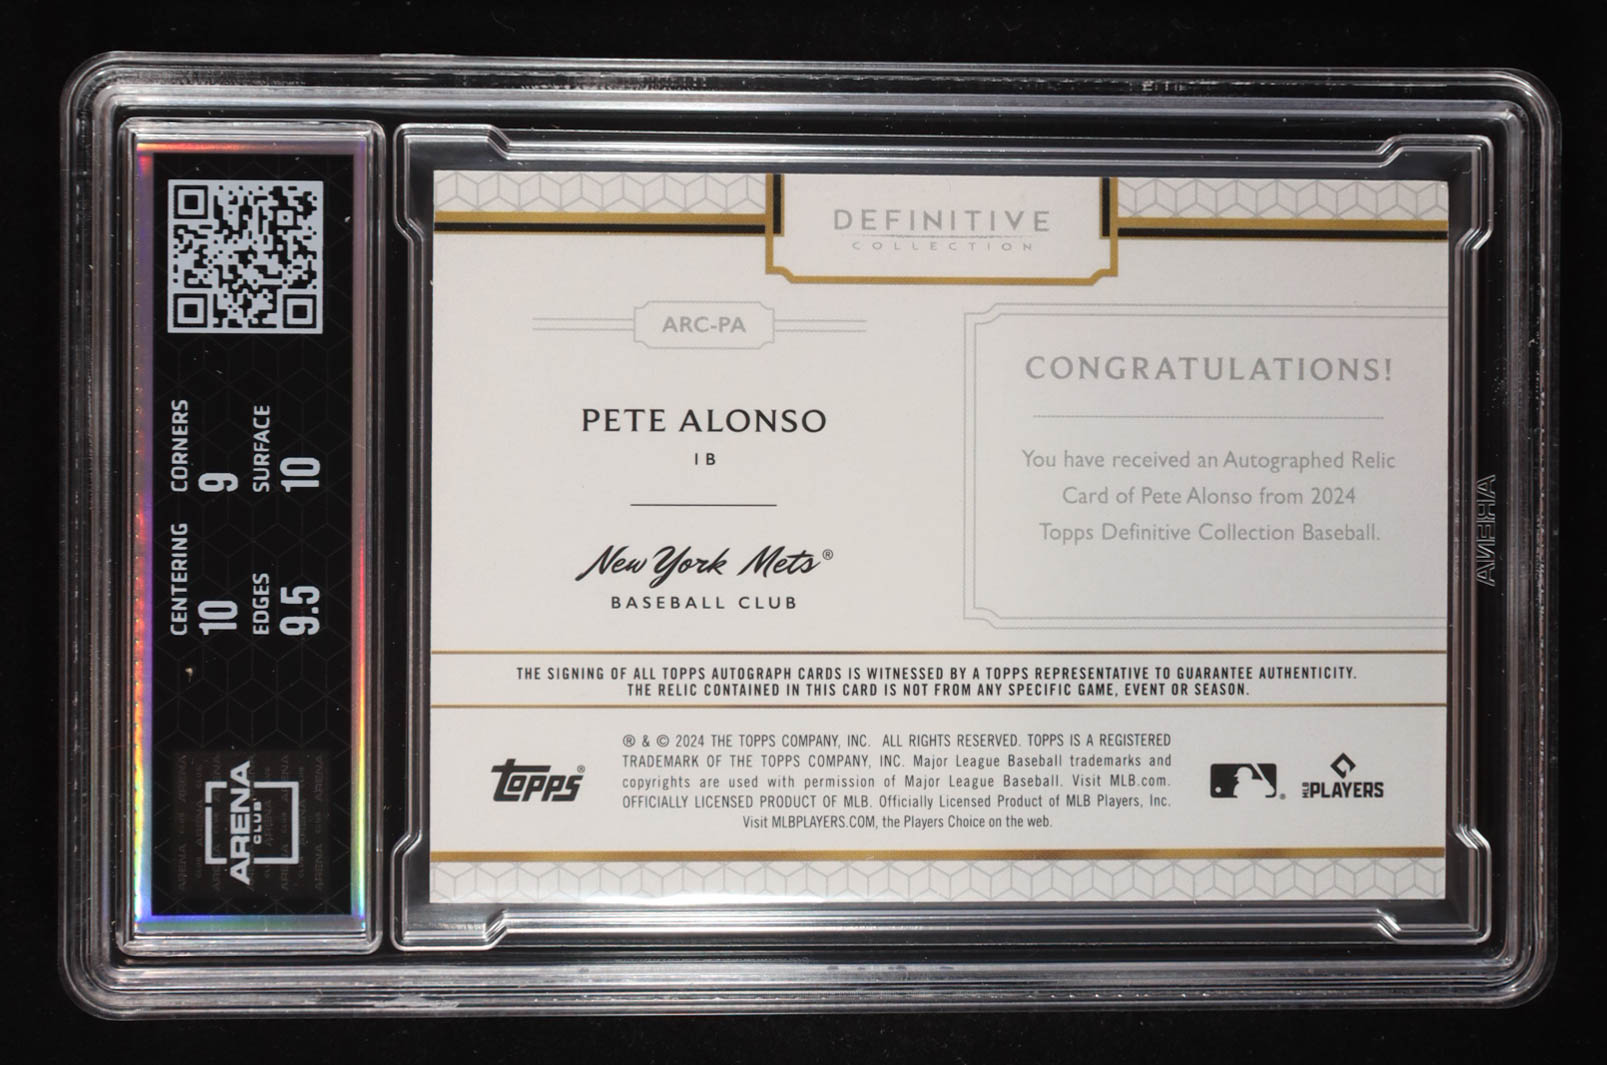 CENTERING
10
CORNERS
9
EDGES
9.5
SURFACE
10
ARENA
CLUB
DEFINITIVE
COLLECTION
ARC-PA
PETE ALONSO
1B
New York Mets®
BASEBALL CLUB
CONGRATULATIONS!
You have received an Autographed Relic
Card of Pete Alonso from 2024
Topps Definitive Collection Baseball.
THE SIGNING OF ALL TOPPS AUTOGRAPH CARDS IS WITNESSED BY A TOPPS REPRESENTATIVE TO GUARANTEE AUTHENTICITY.
THE RELIC CONTAINED IN THIS CARD IS NOT FROM ANY SPECIFIC GAME, EVENT OR SEASON.
topps®
® & © 2024 THE TOPPS COMPANY, INC. ALL RIGHTS RESERVED. TOPPS IS A REGISTERED
TRADEMARK OF THE TOPPS COMPANY, INC. Major League Baseball trademarks and
copyrights are used with permission of Major League Baseball. Visit MLB.com.
OFFICIALLY LICENSED PRODUCT OF MLB. Officially Licensed Product of MLB Players, Inc.
Visit MLBPLAYERS.COM, the Players Choice on the web.
MLB PLAYERS
ARENA